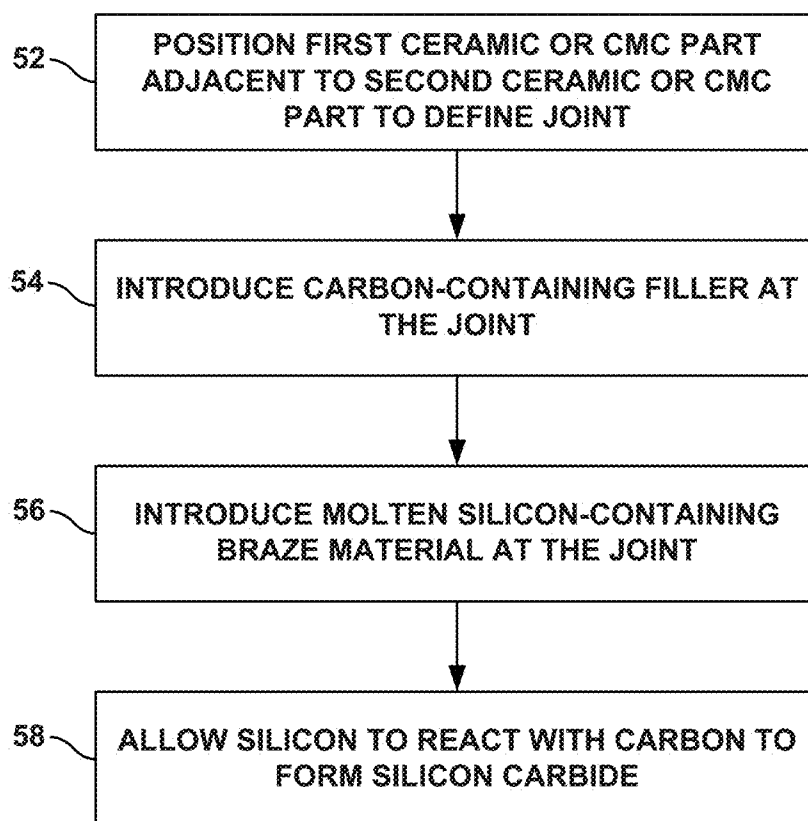 52
POSITION FIRST CERAMIC OR CMC PART
ADJACENT TO SECOND CERAMIC OR CMC
PART TO DEFINE JOINT
54
INTRODUCE CARBON-CONTAINING FILLER AT
THE JOINT
56
INTRODUCE MOLTEN SILICON-CONTAINING
BRAZE MATERIAL AT THE JOINT
58
ALLOW SILICON TO REACT WITH CARBON TO
FORM SILICON CARBIDE